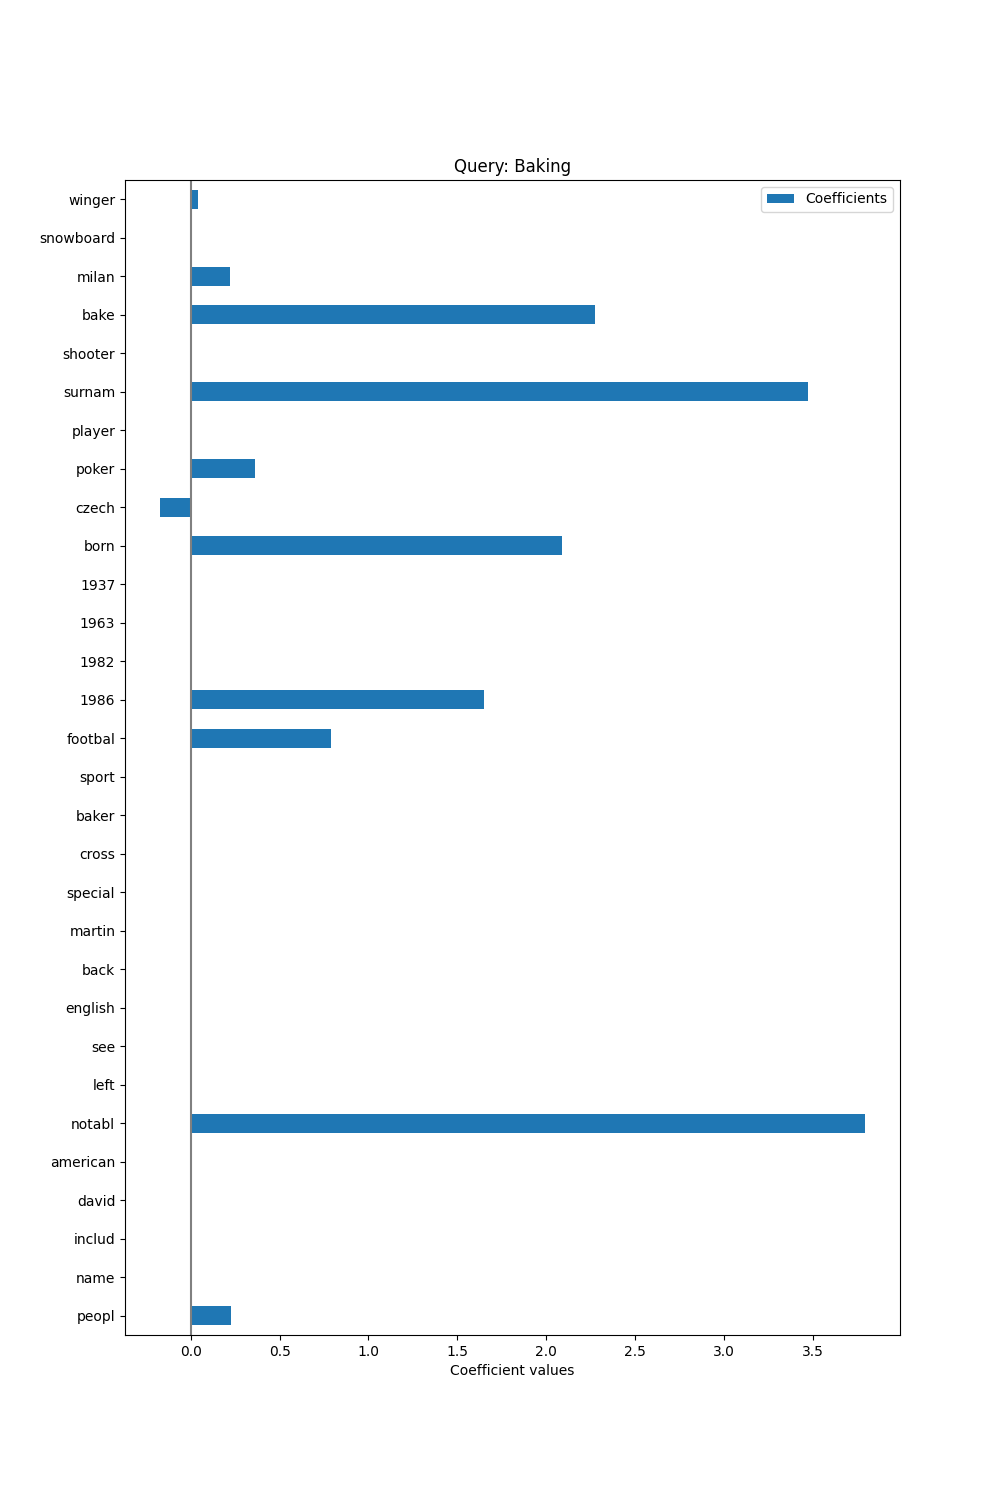 Query: Baking
Coefficients
winger
snowboard
milan
bake
shooter
surnam
player
poker
czech
born
1937
1963
1982
1986
footbal
sport
baker
cross
special
martin
back
english
see
left
notabl
american
david
includ
name
peopl
0.0 0.5 1.0 1.5 2.0 2.5 3.0 3.5
Coefficient values